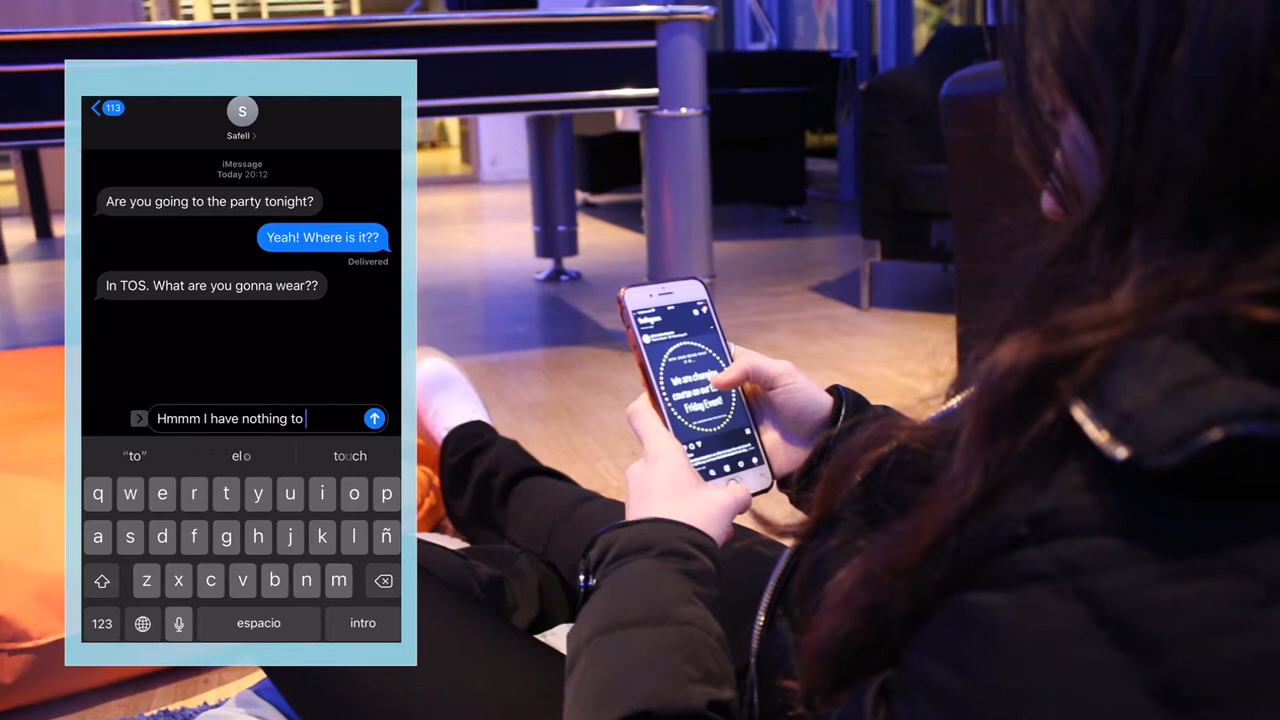 113
S
Safell
iMessage
Today 20:12
Are you going to the party tonight?
Yeah! Where is it??
Delivered
In TOS. What are you gonna wear??
Hmmm I have nothing to
“to”
touch
q w e r t y u i o p
a s d f g h j k l ñ
z x c v b n m
123
espacio
intro
We are changing
course on our
Friday Event!